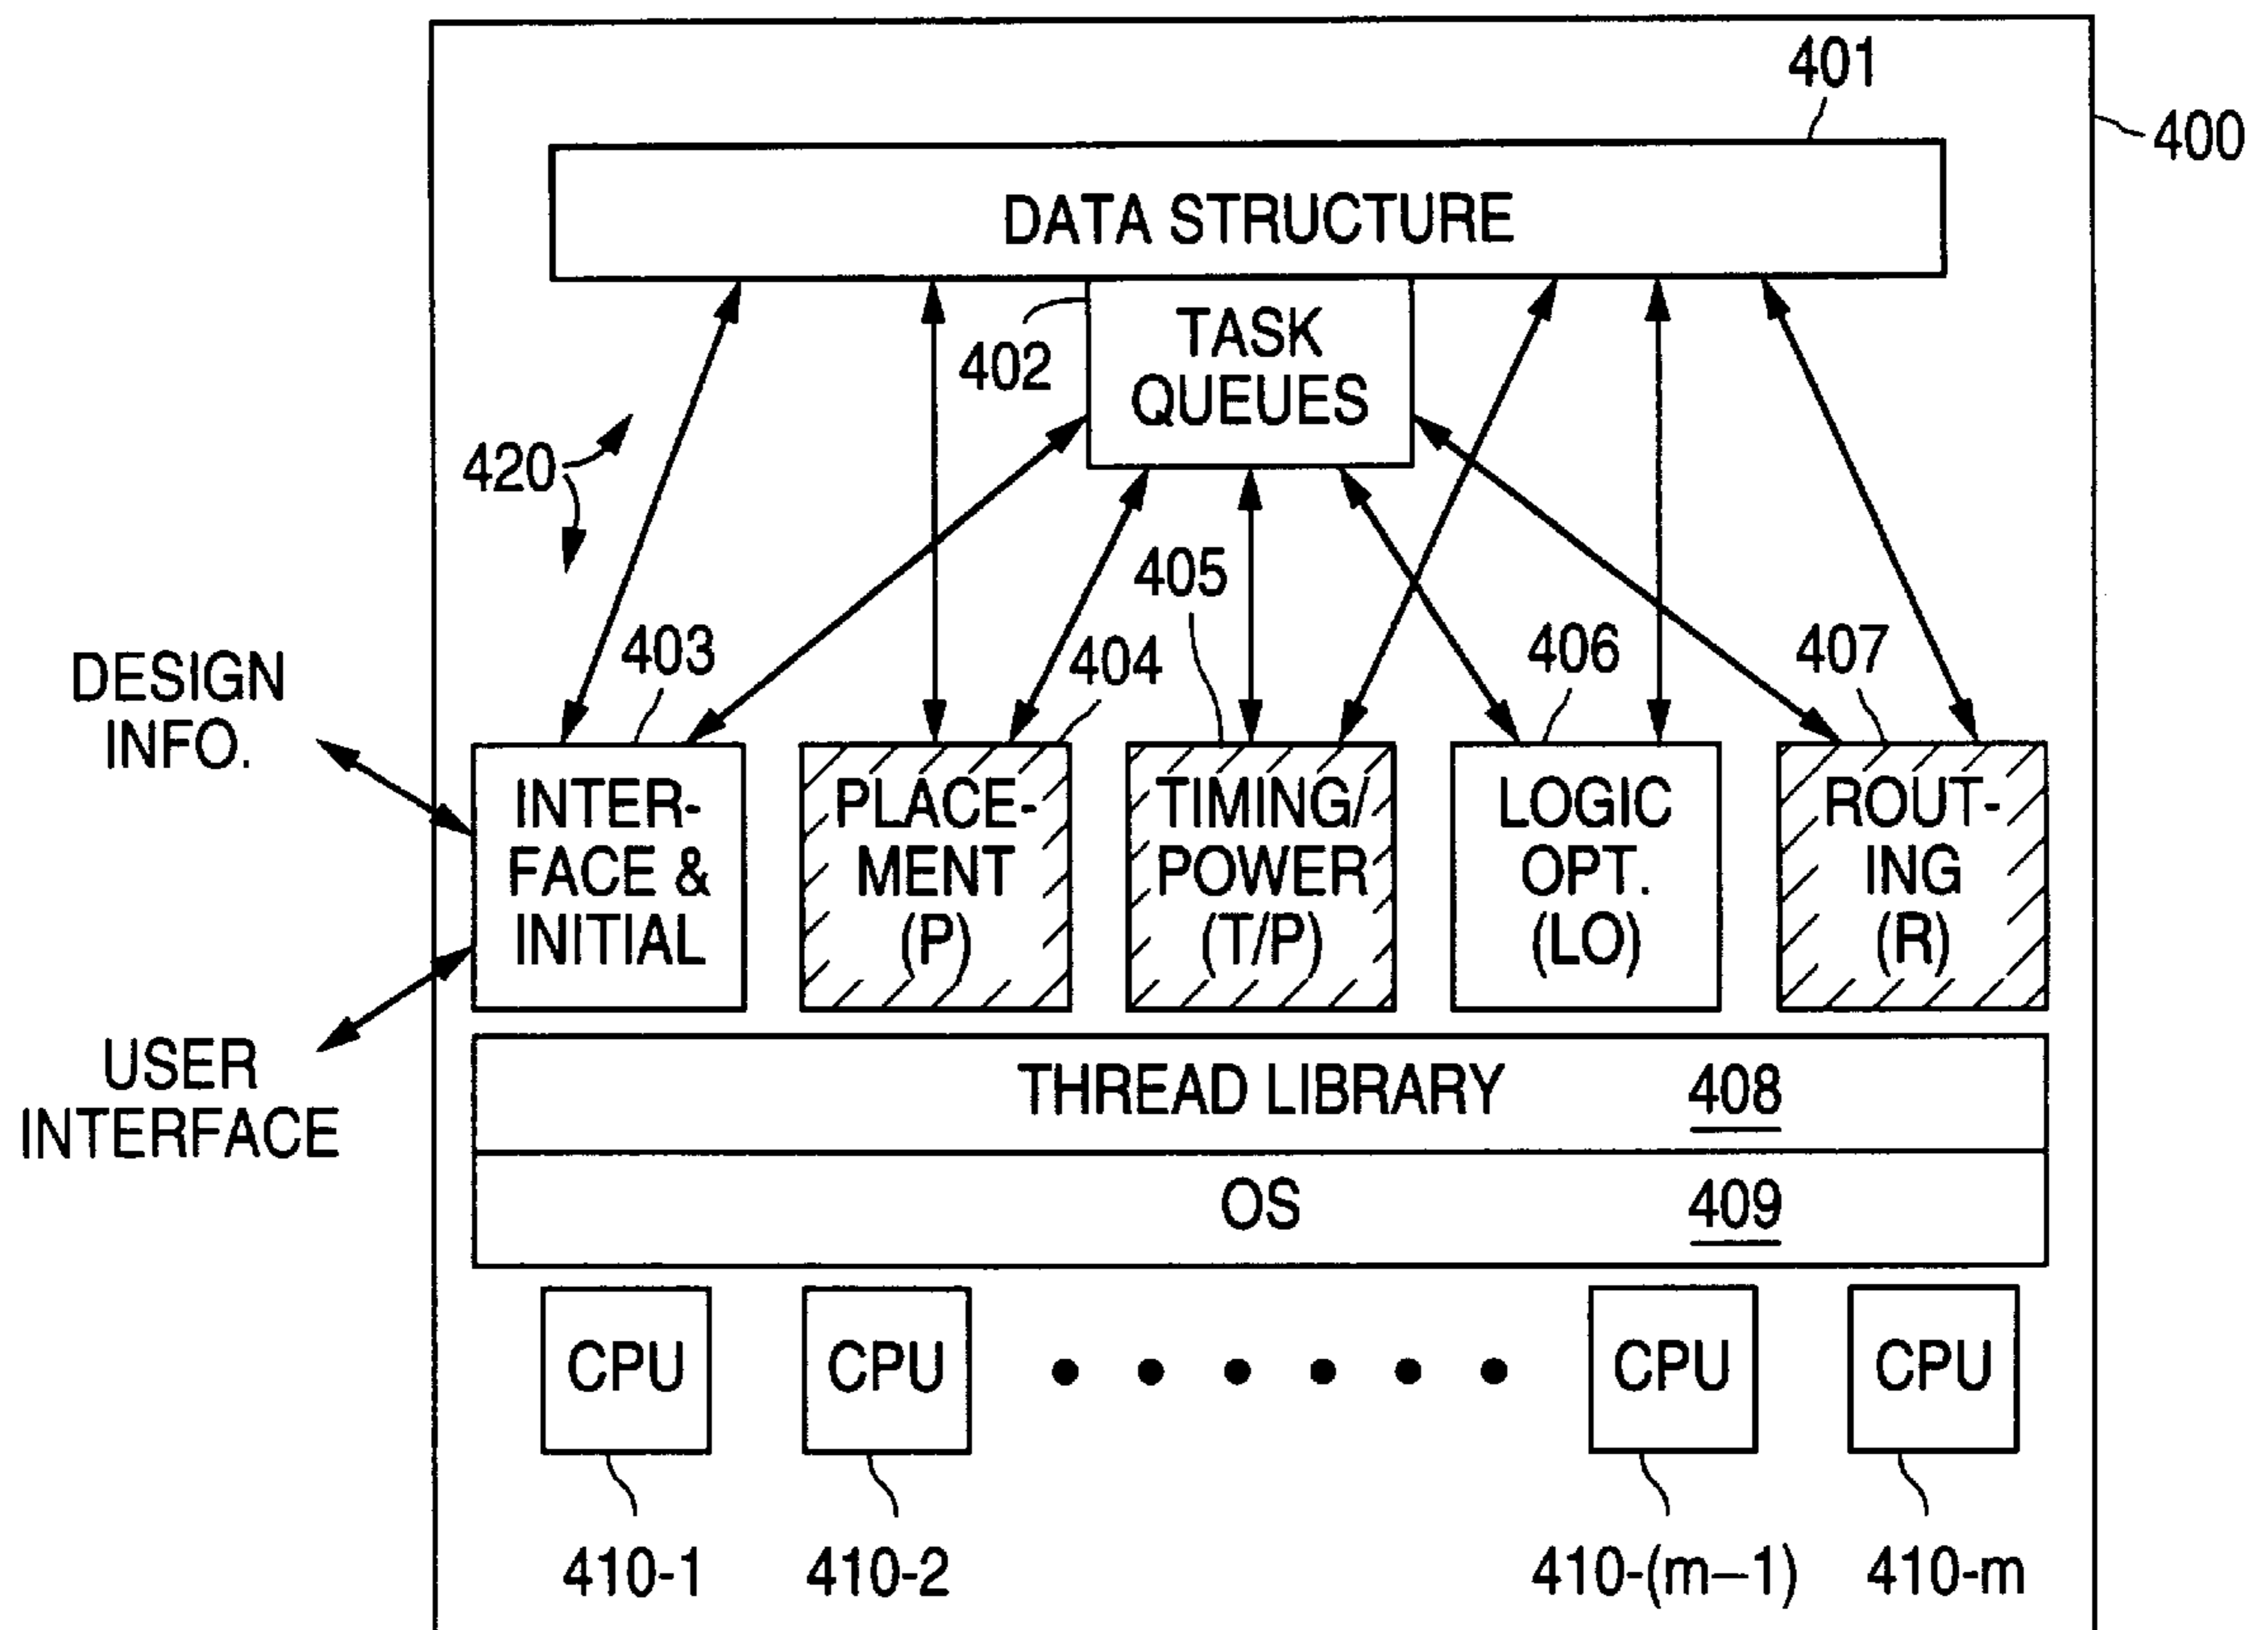 401
400
DATA STRUCTURE
402
TASK
QUEUES
420
405
403
404
406
407
DESIGN
INFO.
INTER-
FACE &
INITIAL
PLACE-
MENT
(P)
TIMING/
POWER
(T/P)
LOGIC
OPT.
(LO)
ROUT-
ING
(R)
USER
INTERFACE
THREAD LIBRARY 408
OS 409
CPU
CPU
CPU
CPU
410-1
410-2
410-(m–1)
410-m